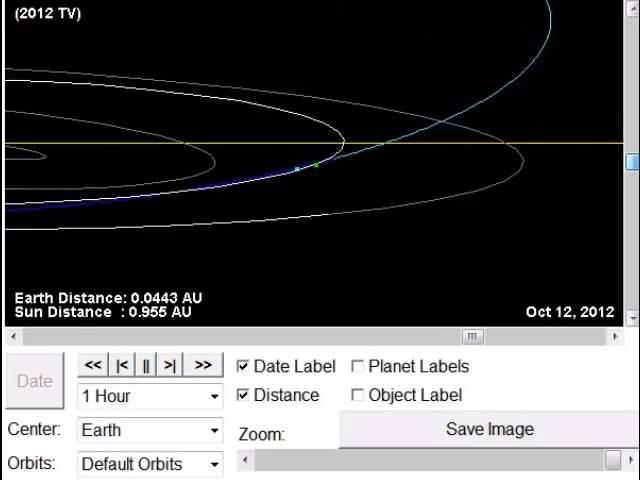 (2012 TV)
Earth Distance: 0.0443 AU
Sun Distance : 0.955 AU
Oct 12, 2012
Date
<< |< || >| >>
Date Label
Planet Labels
1 Hour
Distance
Object Label
Center:
Earth
Zoom:
Save Image
Orbits:
Default Orbits